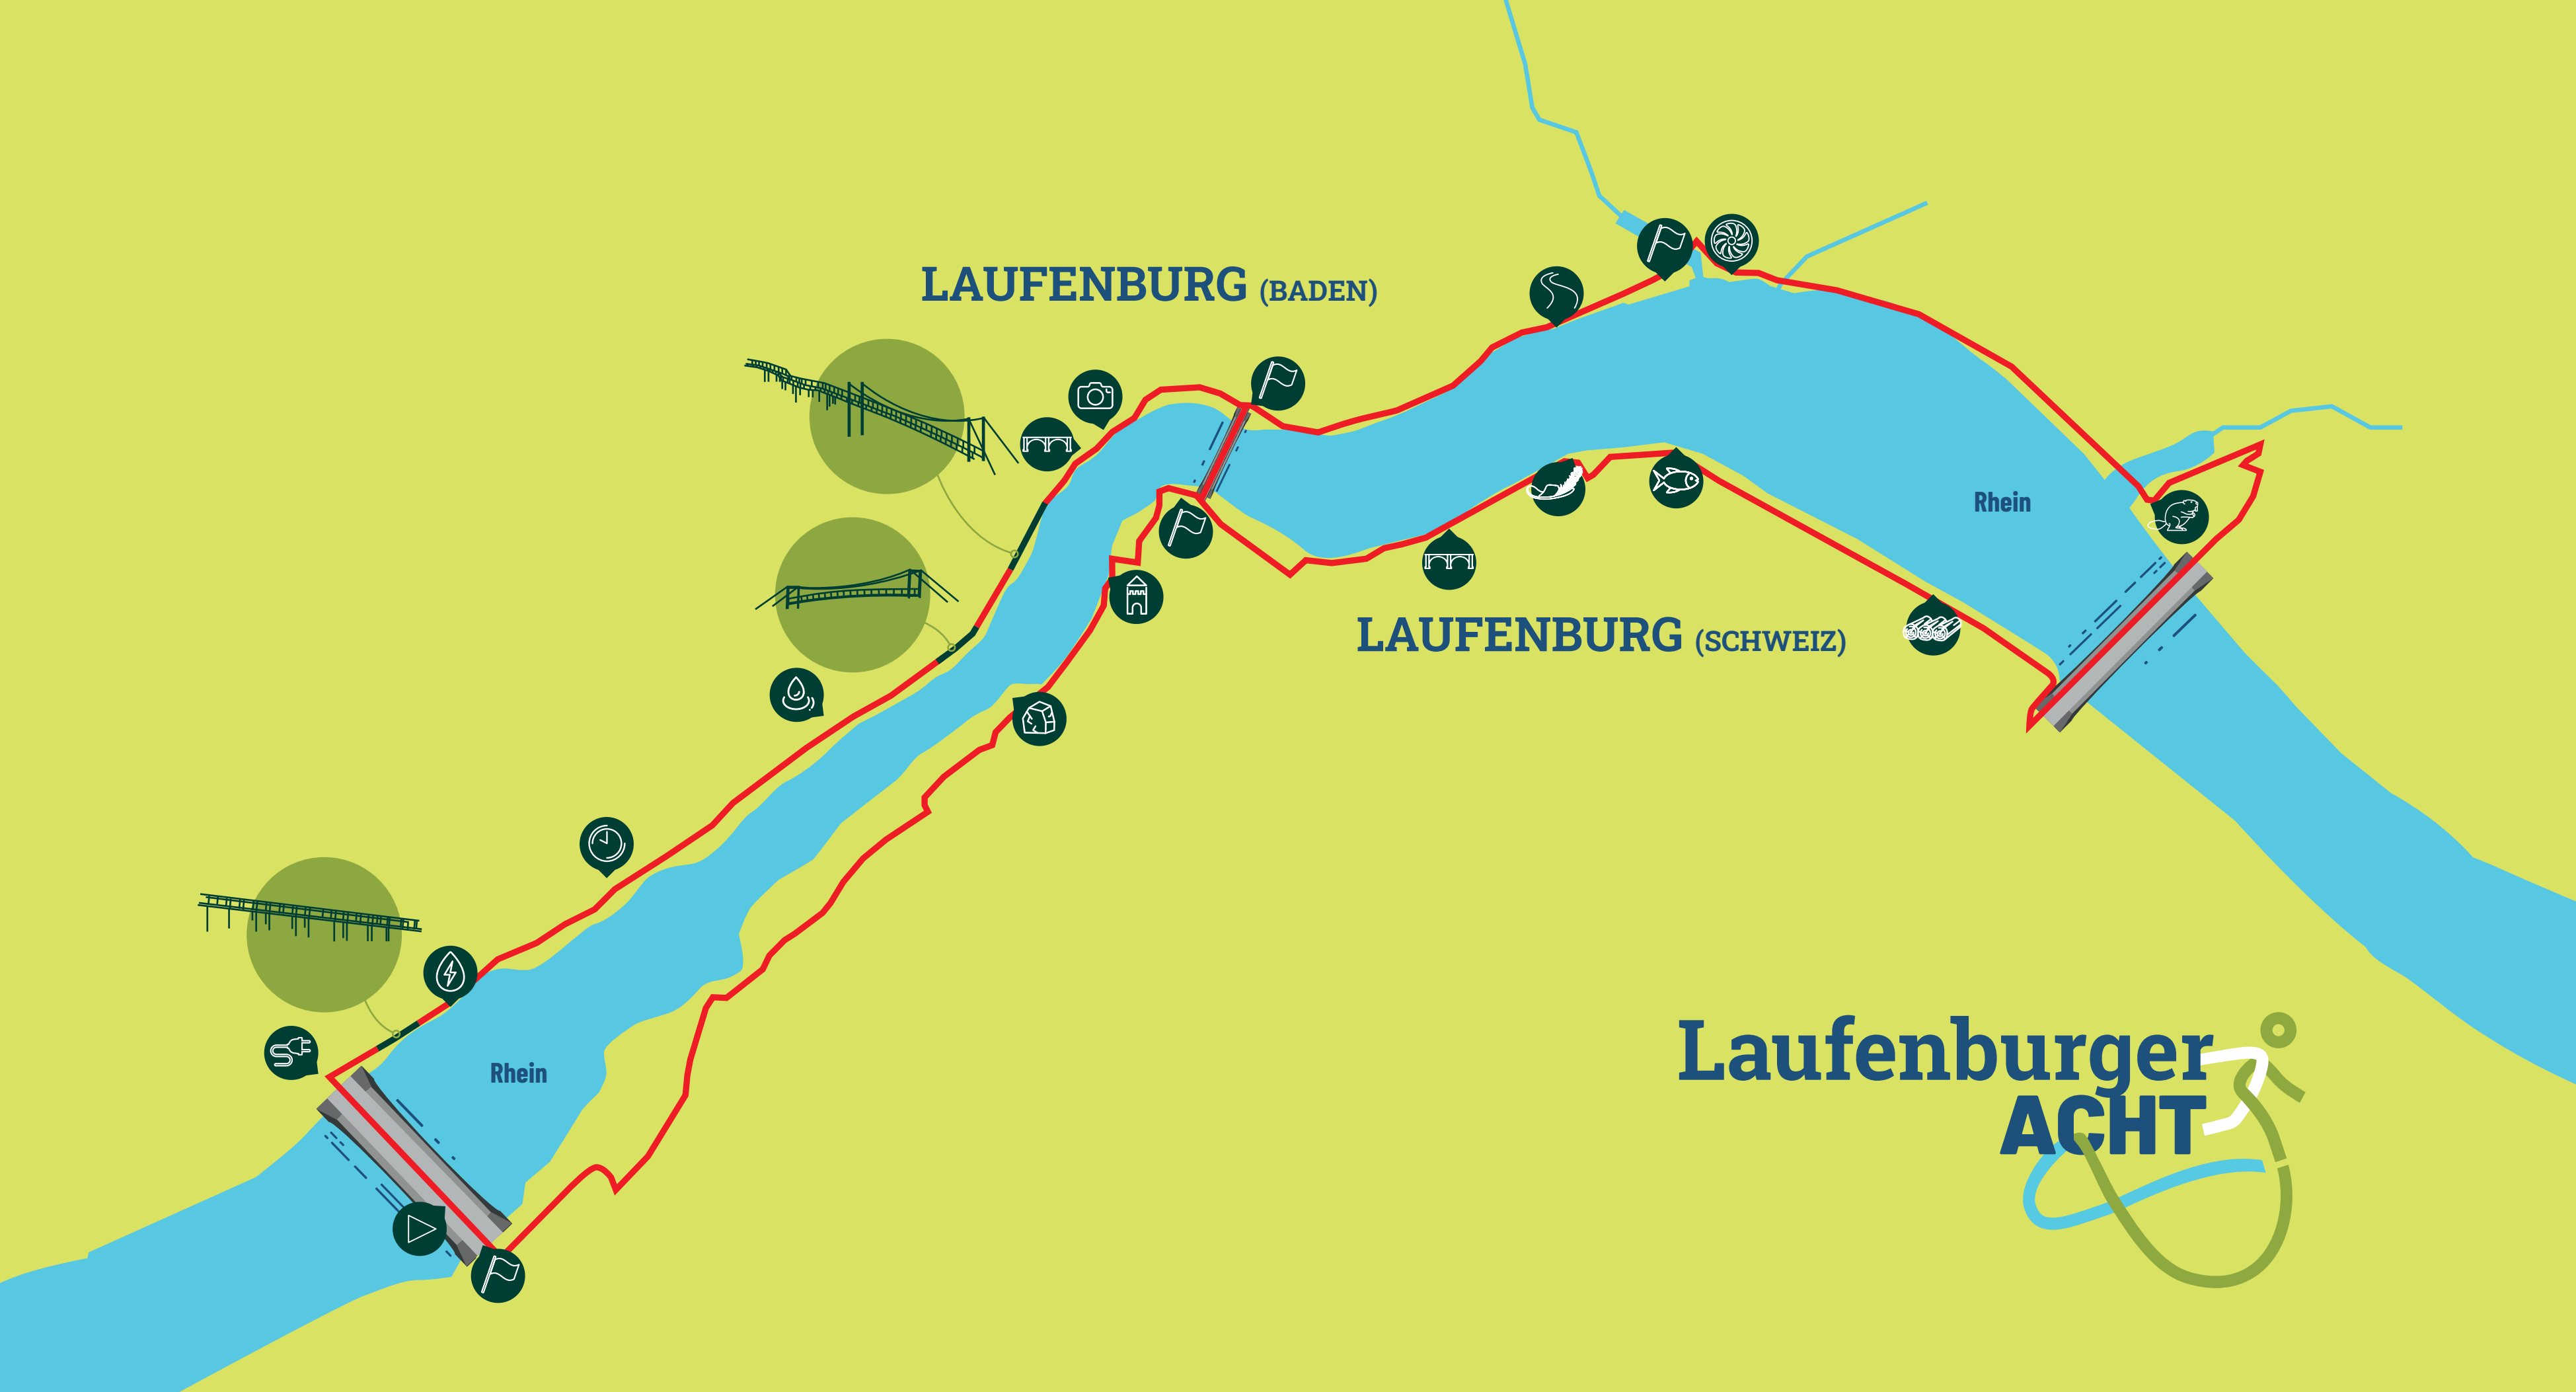 LAUFENBURG (BADEN)
Rhein
LAUFENBURG (SCHWEIZ)
Rhein
Laufenburger
ACHT